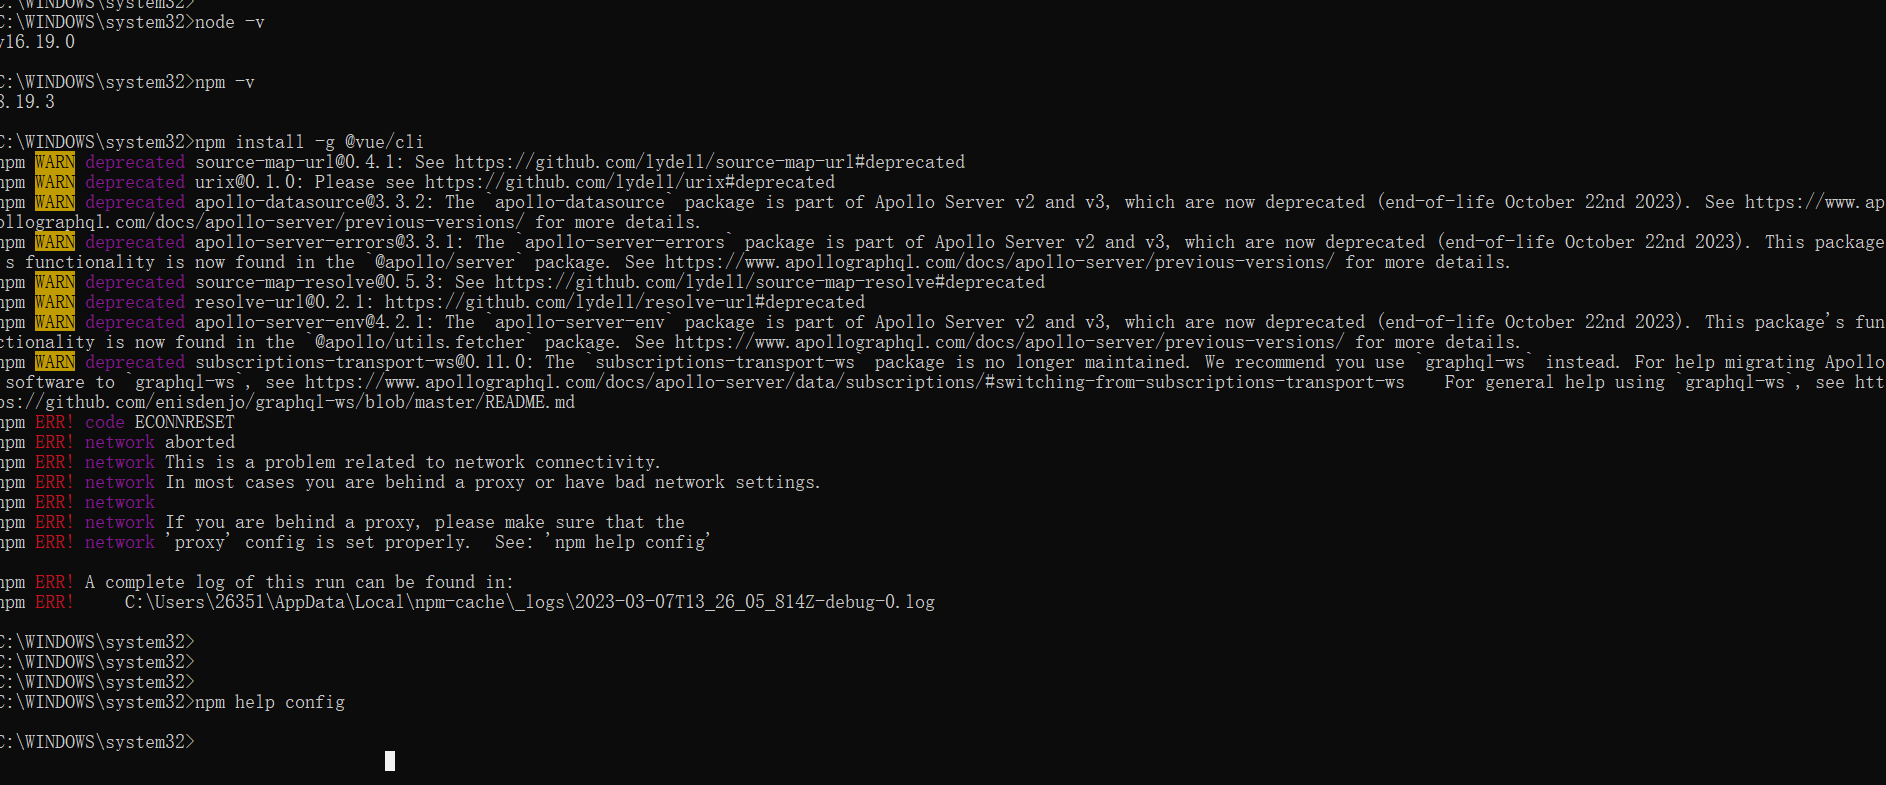 C:\WINDOWS\system32>
C:\WINDOWS\system32>node -v
v16.19.0
C:\WINDOWS\system32>npm -v
8.19.3
C:\WINDOWS\system32>npm install -g @vue/cli
npm WARN deprecated source-map-url@0.4.1: See https://github.com/lydell/source-map-url#deprecated
npm WARN deprecated urix@0.1.0: Please see https://github.com/lydell/urix#deprecated
npm WARN deprecated apollo-datasource@3.3.2: The `apollo-datasource` package is part of Apollo Server v2 and v3, which are now deprecated (end-of-life October 22nd 2023). See https://www.ap
ollographql.com/docs/apollo-server/previous-versions/ for more details.
npm WARN deprecated apollo-server-errors@3.3.1: The `apollo-server-errors` package is part of Apollo Server v2 and v3, which are now deprecated (end-of-life October 22nd 2023). This package
's functionality is now found in the `@apollo/server` package. See https://www.apollographql.com/docs/apollo-server/previous-versions/ for more details.
npm WARN deprecated source-map-resolve@0.5.3: See https://github.com/lydell/source-map-resolve#deprecated
npm WARN deprecated resolve-url@0.2.1: https://github.com/lydell/resolve-url#deprecated
npm WARN deprecated apollo-server-env@4.2.1: The `apollo-server-env` package is part of Apollo Server v2 and v3, which are now deprecated (end-of-life October 22nd 2023). This package's fun
ctionality is now found in the `@apollo/utils.fetcher` package. See https://www.apollographql.com/docs/apollo-server/previous-versions/ for more details.
npm WARN deprecated subscriptions-transport-ws@0.11.0: The `subscriptions-transport-ws` package is no longer maintained. We recommend you use `graphql-ws` instead. For help migrating Apollo
software to `graphql-ws`, see https://www.apollographql.com/docs/apollo-server/data/subscriptions/#switching-from-subscriptions-transport-ws    For general help using `graphql-ws`, see htt
ps://github.com/enisdenjo/graphql-ws/blob/master/README.md
npm ERR! code ECONNRESET
npm ERR! network aborted
npm ERR! network This is a problem related to network connectivity.
npm ERR! network In most cases you are behind a proxy or have bad network settings.
npm ERR! network
npm ERR! network If you are behind a proxy, please make sure that the
npm ERR! network 'proxy' config is set properly.  See: 'npm help config'
npm ERR! A complete log of this run can be found in:
npm ERR!     C:\Users\26351\AppData\Local\npm-cache\_logs\2023-03-07T13_26_05_814Z-debug-0.log
C:\WINDOWS\system32>
C:\WINDOWS\system32>
C:\WINDOWS\system32>
C:\WINDOWS\system32>npm help config
C:\WINDOWS\system32>